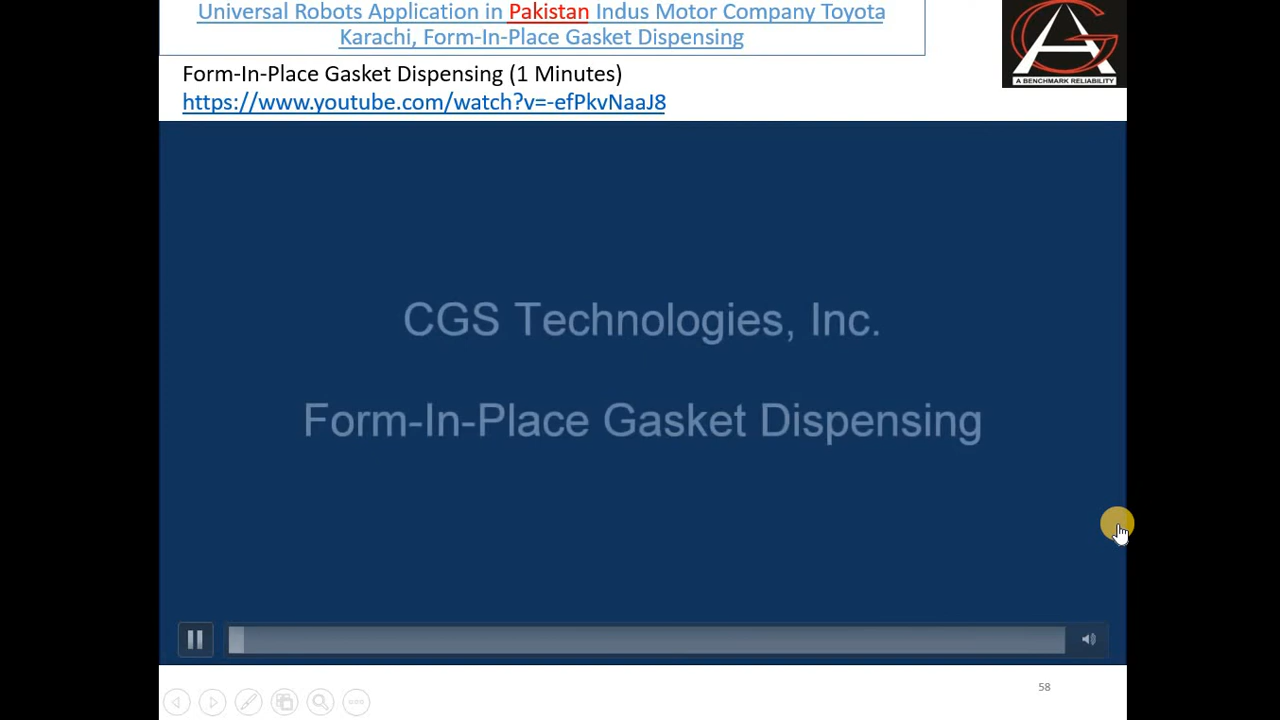 Universal Robots Application in Pakistan Indus Motor Company Toyota
Karachi, Form-In-Place Gasket Dispensing
A BENCHMARK RELIABILITY
Form-In-Place Gasket Dispensing (1 Minutes)
https://www.youtube.com/watch?v=-efPkvNaaJ8
CGS Technologies, Inc.
Form-In-Place Gasket Dispensing
58